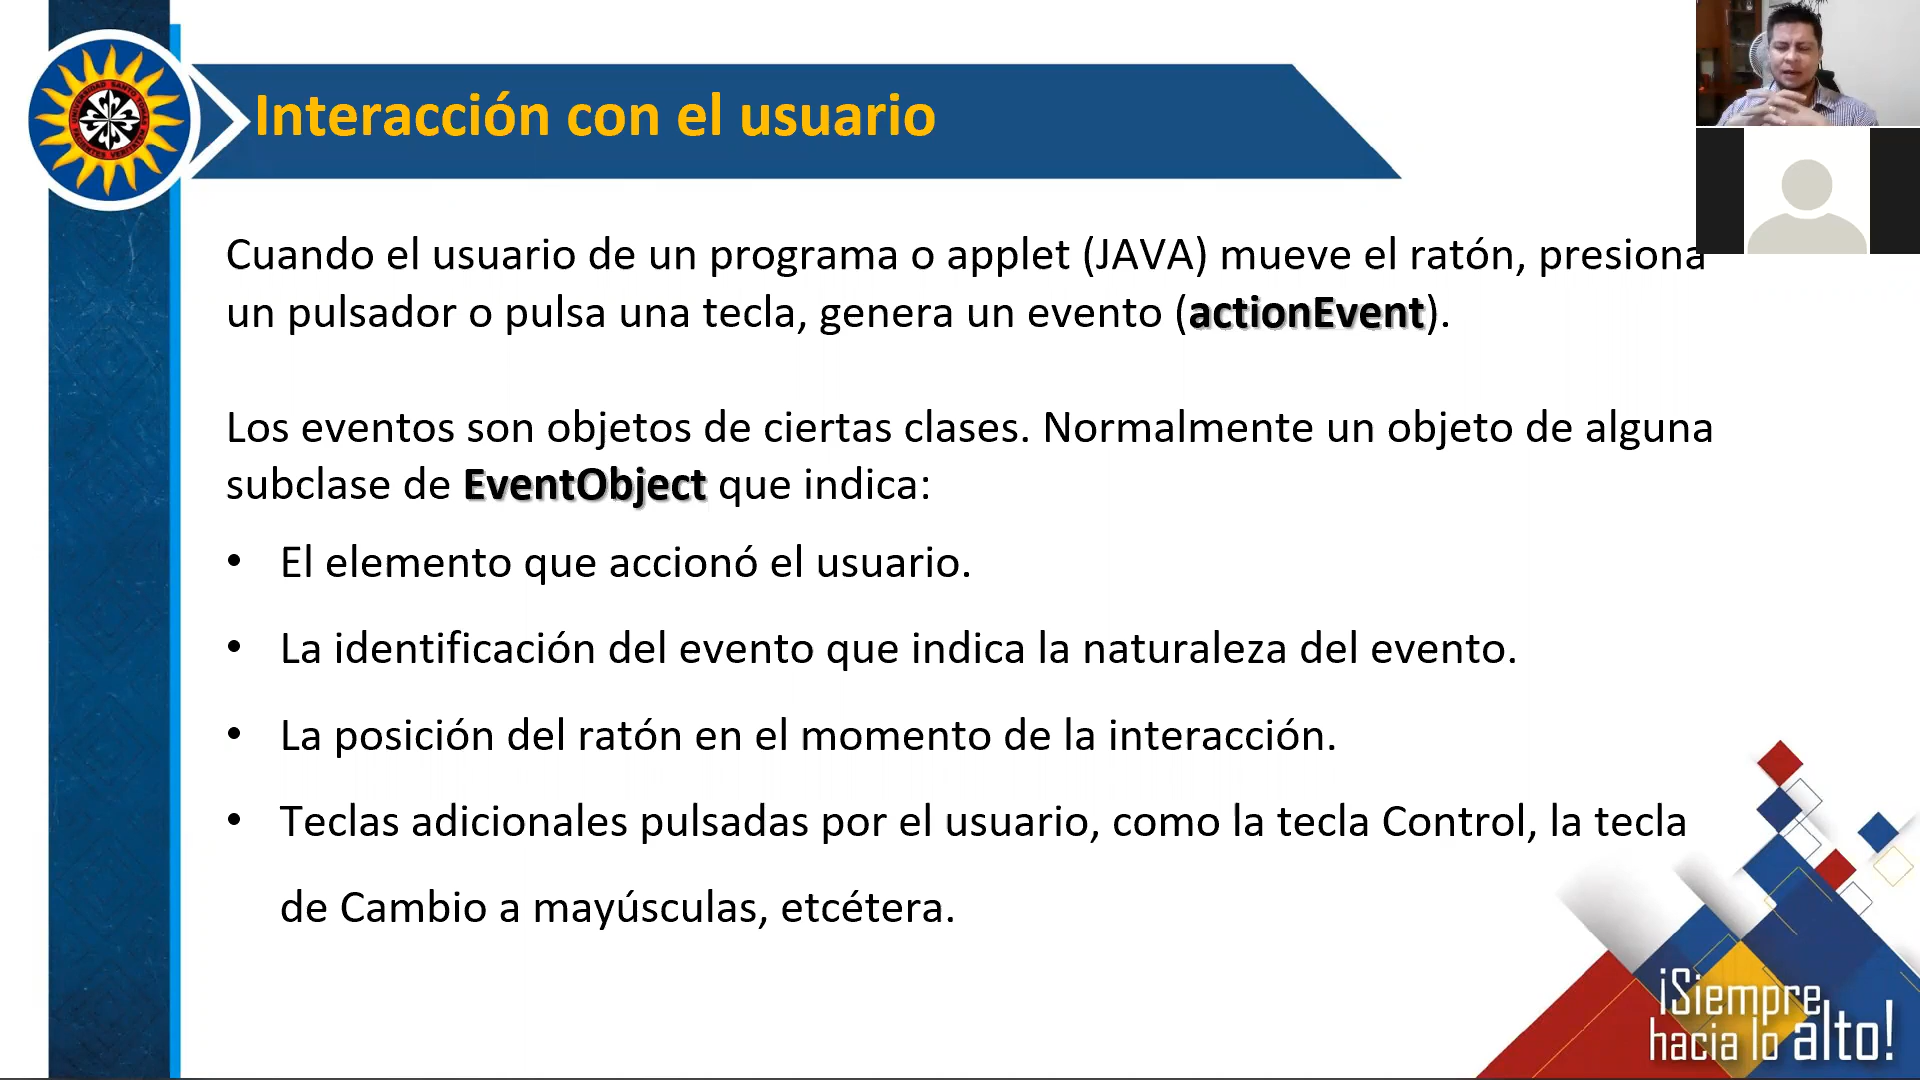 Interacción con el usuario
Cuando el usuario de un programa o applet (JAVA) mueve el ratón, presiona
un pulsador o pulsa una tecla, genera un evento (actionEvent).
Los eventos son objetos de ciertas clases. Normalmente un objeto de alguna
subclase de EventObject que indica:
• El elemento que accionó el usuario.
• La identificación del evento que indica la naturaleza del evento.
• La posición del ratón en el momento de la interacción.
• Teclas adicionales pulsadas por el usuario, como la tecla Control, la tecla
de Cambio a mayúsculas, etcétera.
¡Siempre
hacia lo alto!